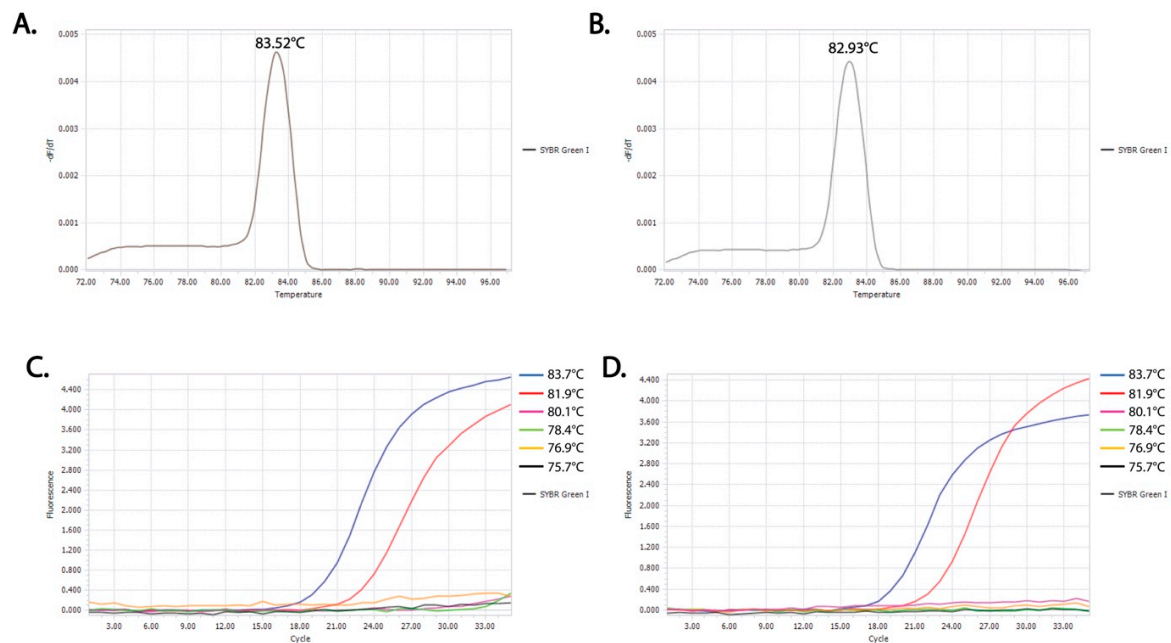 A.
83.52°C
0.005
0.004
0.003
0.002
0.001
0.000
-dF/dT
72.00 74.00 76.00 78.00 80.00 82.00 84.00 86.00 88.00 90.00 92.00 94.00 96.00
Temperature
SYBR Green I
B.
82.93°C
0.005
0.004
0.003
0.002
0.001
0.000
-dF/dT
72.00 74.00 76.00 78.00 80.00 82.00 84.00 86.00 88.00 90.00 92.00 94.00 96.00
Temperature
SYBR Green I
C.
4.400
4.000
3.600
3.200
2.800
2.400
2.000
1.600
1.200
0.800
0.400
0.000
Fluorescence
3.00 6.00 9.00 12.00 15.00 18.00 21.00 24.00 27.00 30.00 33.00
Cycle
83.7°C
81.9°C
80.1°C
78.4°C
76.9°C
75.7°C
SYBR Green I
D.
4.400
4.000
3.600
3.200
2.800
2.400
2.000
1.600
1.200
0.800
0.400
0.000
Fluorescence
3.00 6.00 9.00 12.00 15.00 18.00 21.00 24.00 27.00 30.00 33.00
Cycle
83.7°C
81.9°C
80.1°C
78.4°C
76.9°C
75.7°C
SYBR Green I